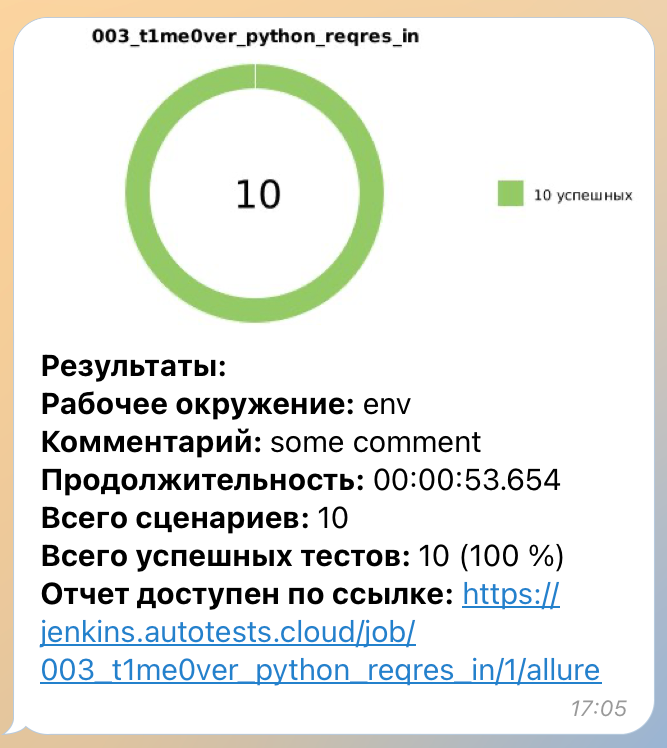 003_t1me0ver_python_reqres_in
10
10 успешных
Результаты:
Рабочее окружение: env
Комментарий: some comment
Продолжительность: 00:00:53.654
Всего сценариев: 10
Всего успешных тестов: 10 (100 %)
Отчет доступен по ссылке: https://
jenkins.autotests.cloud/job/
003_t1me0ver_python_reqres_in/1/allure
17:05